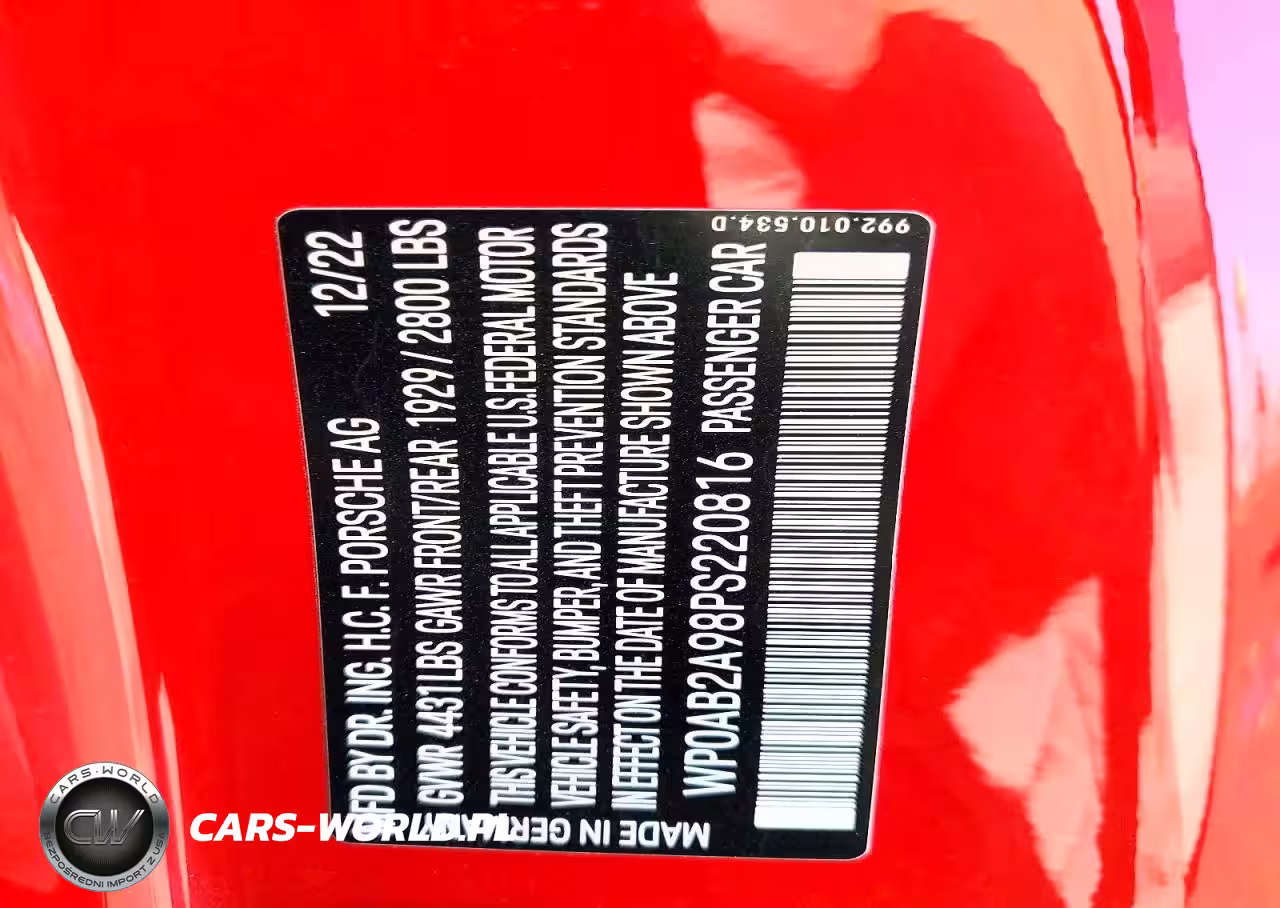 MFD BY DR. ING. H.C. F. PORSCHE AG 12/22
GVWR 4431 LBS GAWR FRONT/REAR 1929 / 2800 LBS
THIS VEHICLE CONFORMS TO ALL APPLICABLE U.S. FEDERAL MOTOR
VEHICLE SAFETY, BUMPER, AND THEFT PREVENTION STANDARDS
IN EFFECT ON THE DATE OF MANUFACTURE SHOWN ABOVE
WP0AB2A98PS220816 PASSENGER CAR
992.010.534.D
MADE IN GERMANY
CARS-WORLD
CW
BEZPOŚREDNI IMPORT Z USA
CARS-WORLD.PL